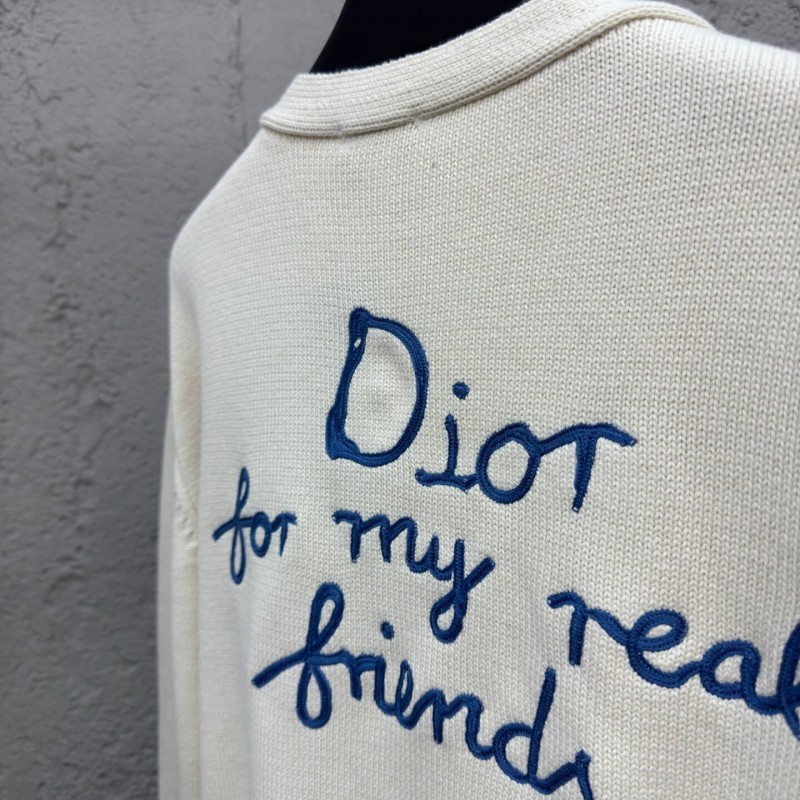 Dior
for my real
friends